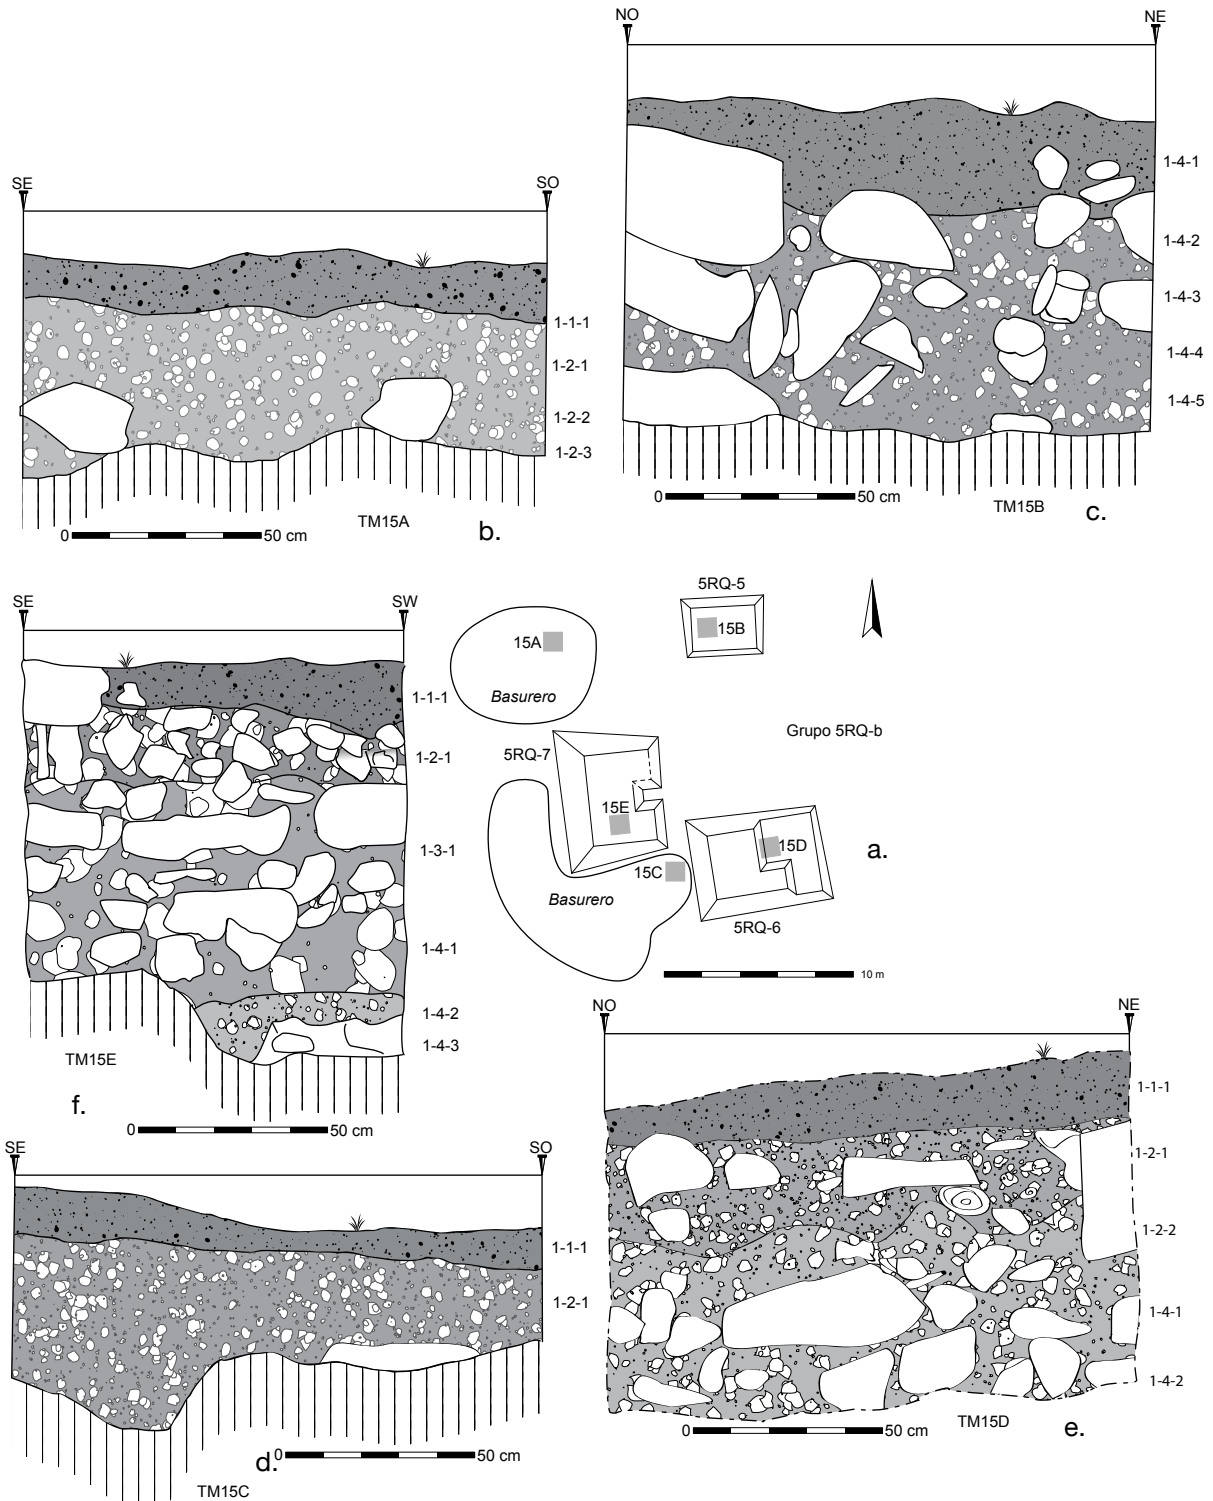 NO NE
1-4-1
1-4-2
1-4-3
1-4-4
1-4-5
0 50 cm
TM15B
c.
SE SO
1-1-1
1-2-1
1-2-2
1-2-3
TM15A
0 50 cm
b.
SE SW
1-1-1
1-2-1
1-3-1
1-4-1
1-4-2
1-4-3
TM15E
f.
0 50 cm
5RQ-5
15B
15A
Basurero
Grupo 5RQ-b
5RQ-7
15E
15D
a.
15C
Basurero
5RQ-6
10 m
NO NE
1-1-1
1-2-1
1-2-2
1-4-1
1-4-2
0 50 cm
TM15D
e.
SE SO
1-1-1
1-2-1
d.
0 50 cm
TM15C